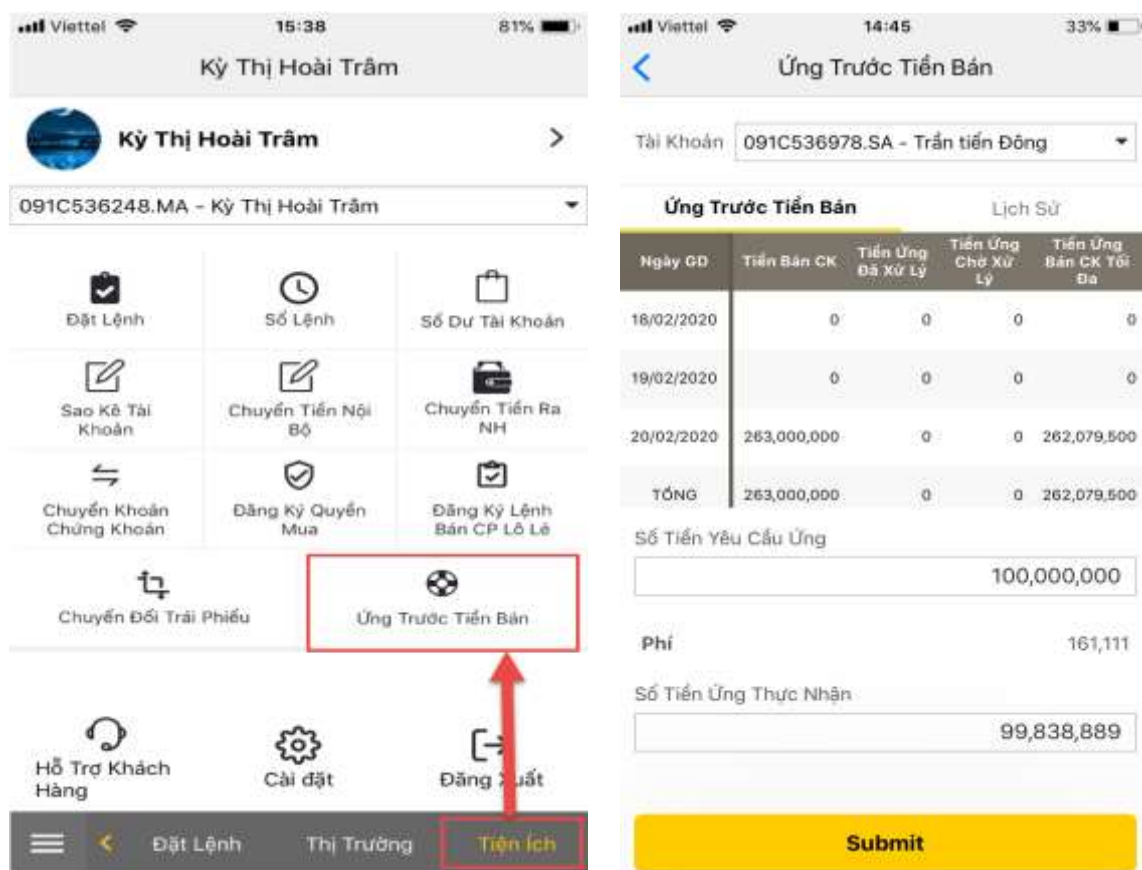 Viettel 15:38 81%
Kỳ Thị Hoài Trâm
Kỳ Thị Hoài Trâm
091C536248.MA - Kỳ Thị Hoài Trâm
Đặt Lệnh
Sổ Lệnh
Số Dư Tài Khoản
Sao Kê Tài
Khoản
Chuyển Tiền Nội
Bộ
Chuyển Tiền Ra
NH
Chuyển Khoản
Chứng Khoán
Đăng Ký Quyền
Mua
Đăng Ký Lệnh
Bán CP Lô Lẻ
Chuyển Đổi Trái Phiếu
Ứng Trước Tiền Bán
Hỗ Trợ Khách
Hàng
Cài đặt
Đăng Xuất
Đặt Lệnh Thị Trường Tiện Ích
Viettel 14:45 33%
Ứng Trước Tiền Bán
Tài Khoản 091C536978.SA - Trần tiến Đông
Ứng Trước Tiền Bán Lịch Sử
Ngày GD Tiền Bán CK Tiền Ứng Đã Xử Lý Tiền Ứng Chờ Xử Lý Tiền Ứng Bán CK Tối Đa
18/02/2020 0 0 0 0
19/02/2020 0 0 0 0
20/02/2020 263,000,000 0 0 262,079,500
TỔNG 263,000,000 0 0 262,079,500
Số Tiền Yêu Cầu Ứng
100,000,000
Phí 161,111
Số Tiền Ứng Thực Nhận
99,838,889
Submit